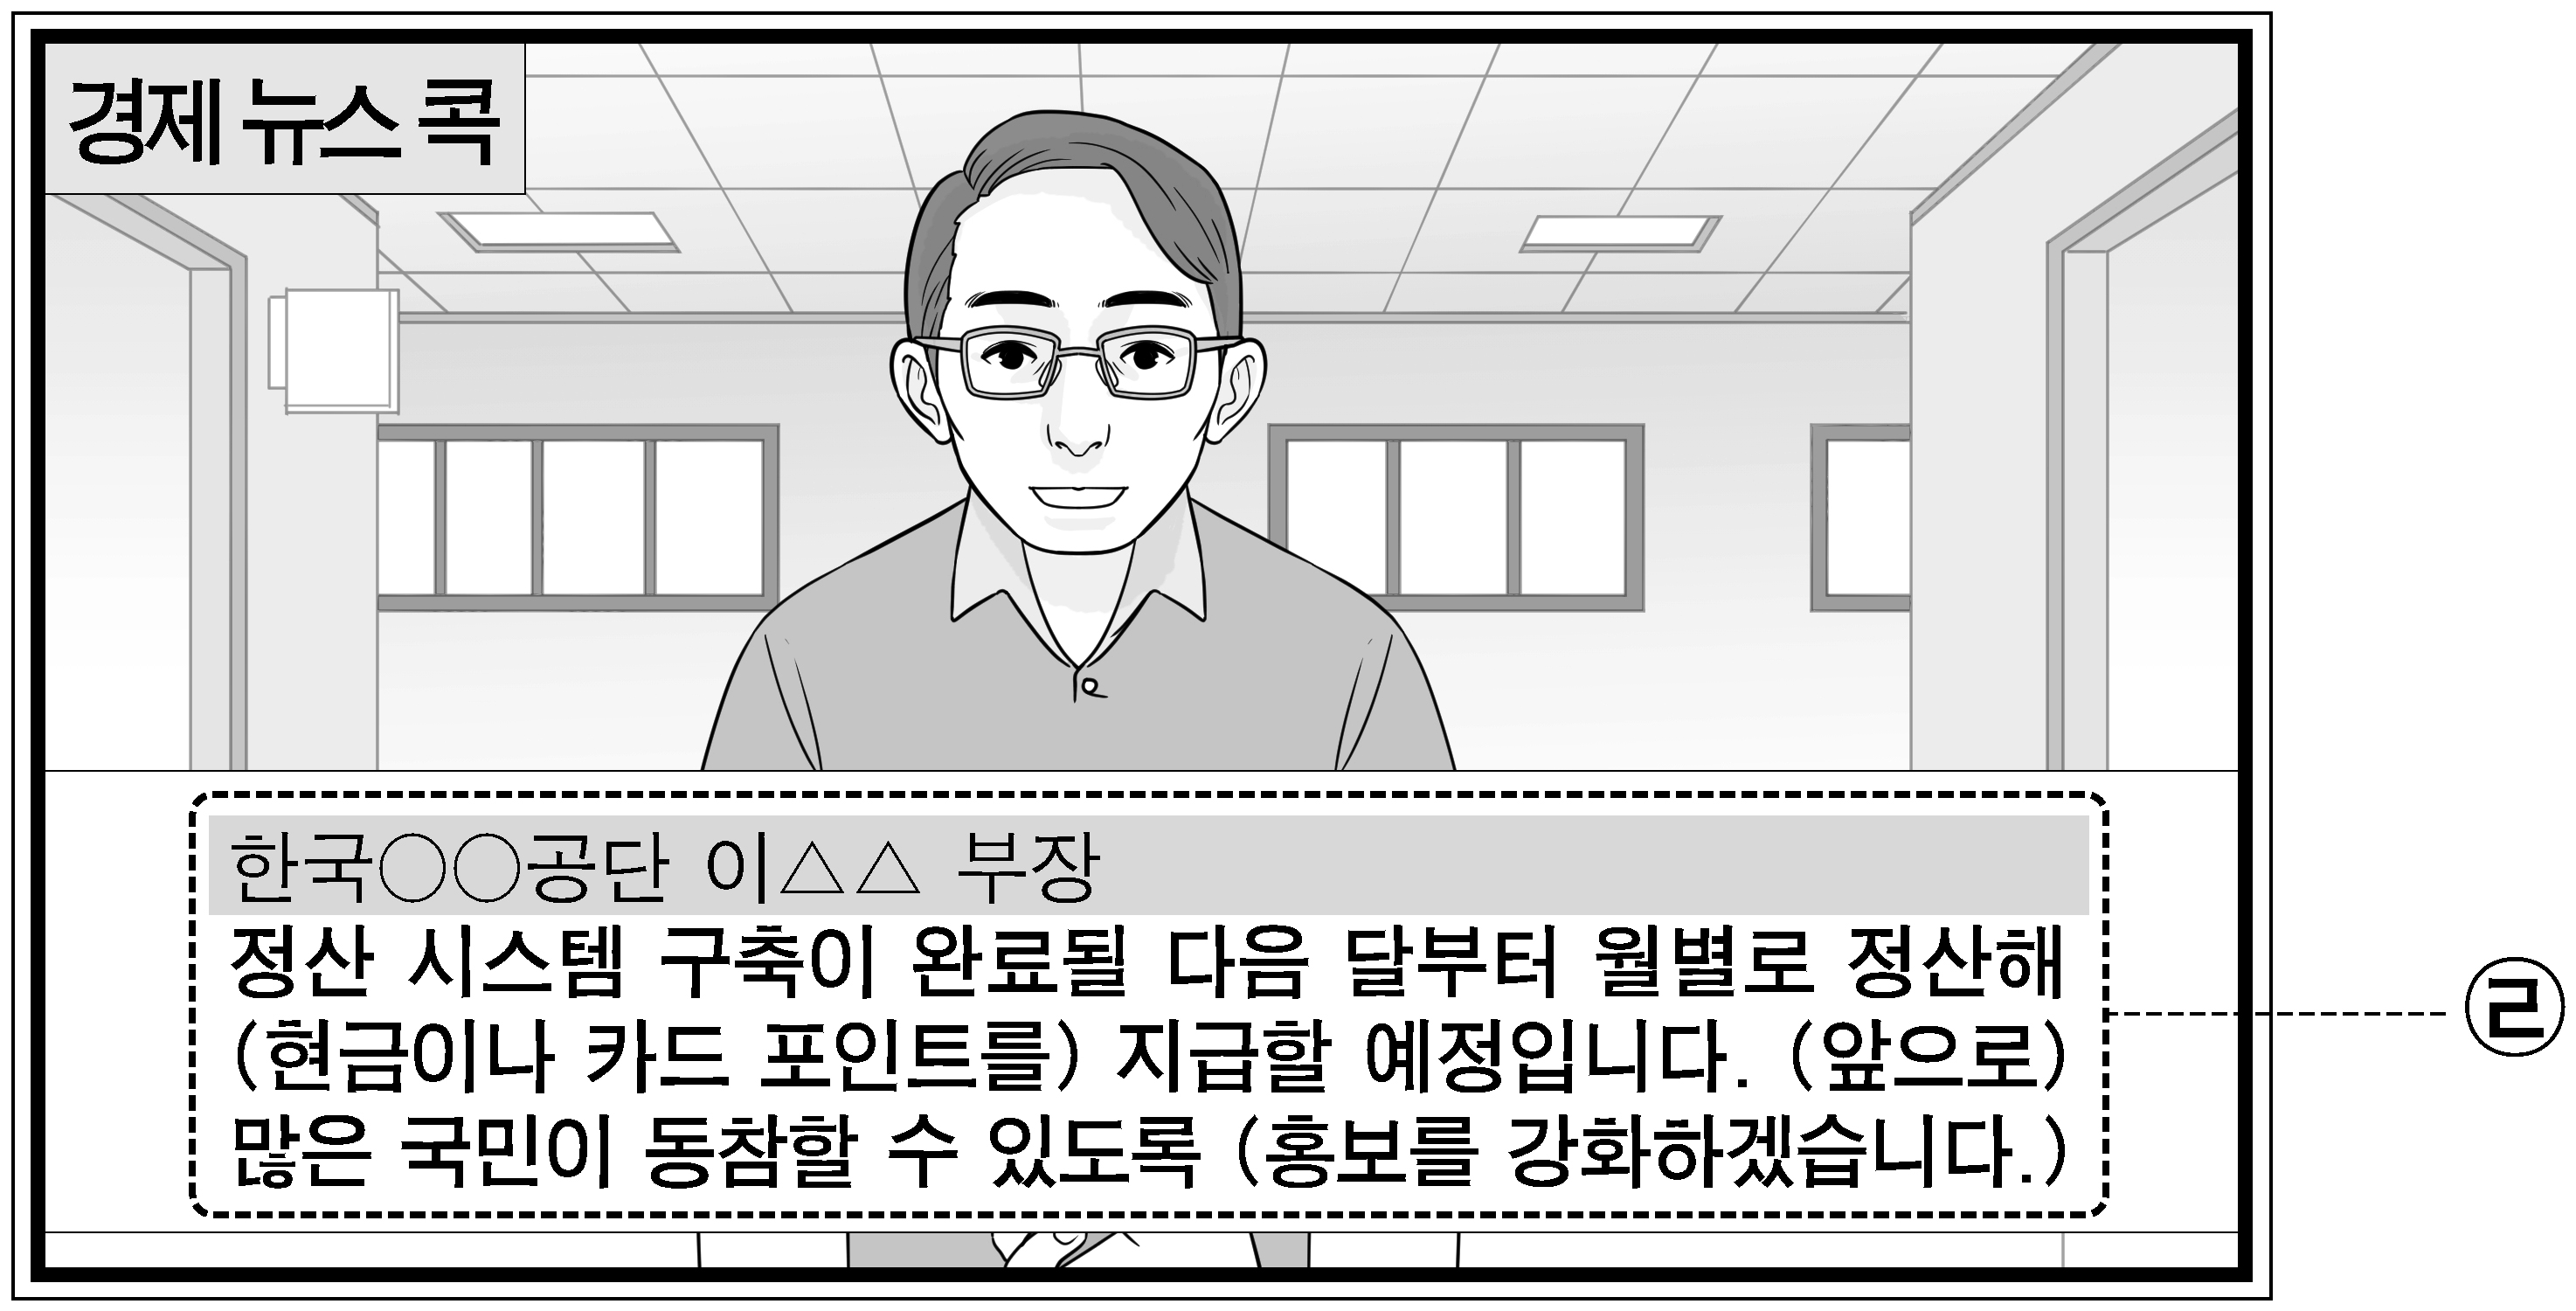 경제 뉴스 콕
한국○○공단 이△△ 부장
정산 시스템 구축이 완료될 다음 달부터 월별로 정산해
(현금이나 카드 포인트를) 지급할 예정입니다. (앞으로)
많은 국민이 동참할 수 있도록 (홍보를 강화하겠습니다.)
㉣